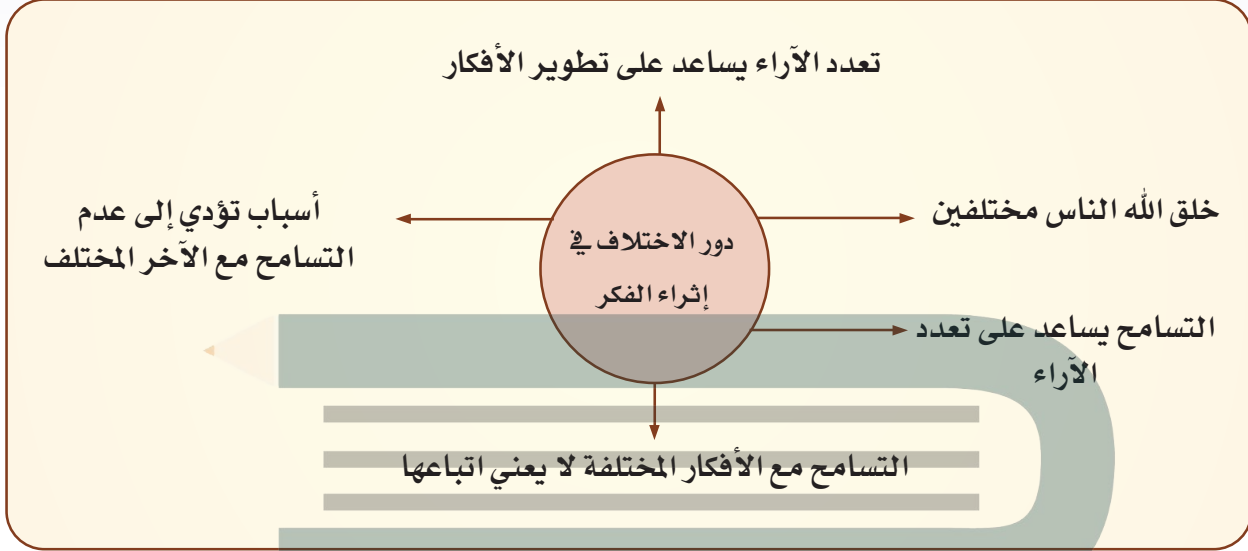 تعدد الآراء يساعد على تطوير الأفكار
خلق الله الناس مختلفين
دور الاختلاف في
إثراء الفكر
أسباب تؤدي إلى عدم
التسامح مع الآخر المختلف
التسامح يساعد على تعدد
الآراء
التسامح مع الأفكار المختلفة لا يعني اتباعها